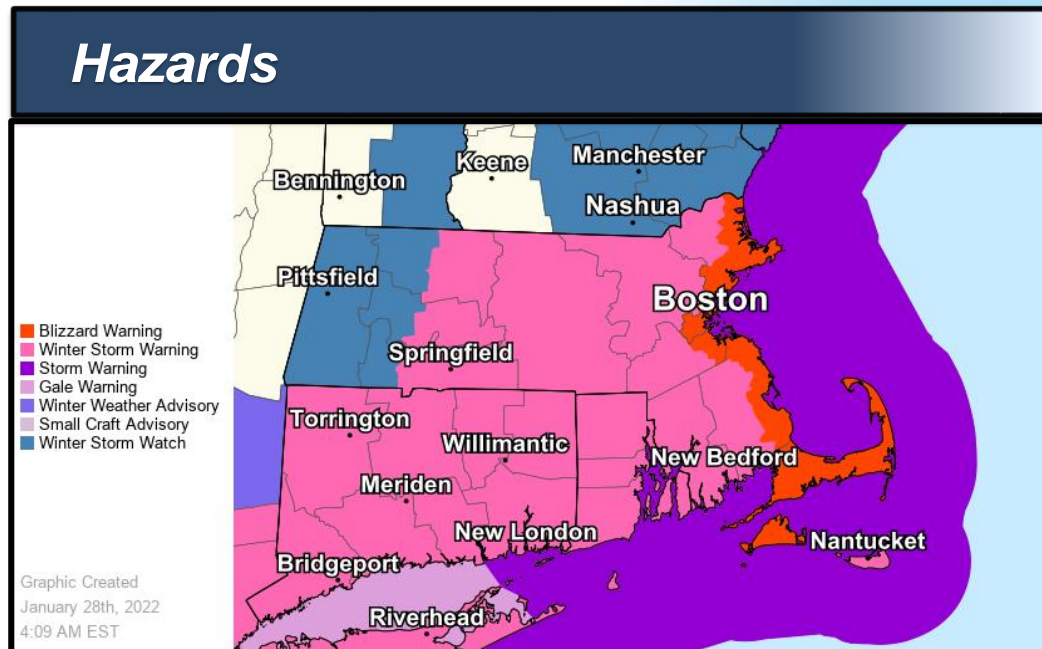 Hazards
Keene
Manchester
Bennington
Nashua
Pittsfield
Boston
Blizzard Warning
Winter Storm Warning
Storm Warning
Gale Warning
Winter Weather Advisory
Small Craft Advisory
Winter Storm Watch
Springfield
Torrington
Willimantic
New Bedford
Meriden
New London
Nantucket
Bridgeport
Riverhead
Graphic Created
January 28th, 2022
4:09 AM EST